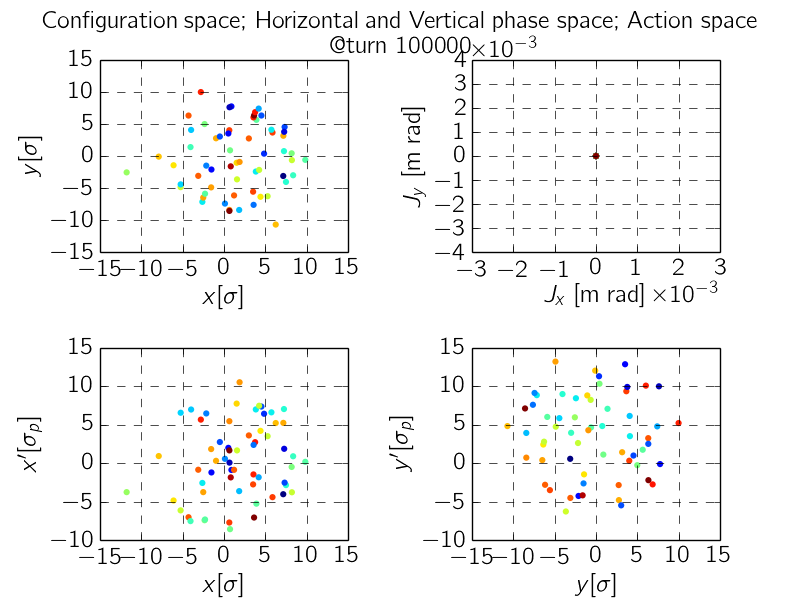 Configuration space; Horizontal and Vertical phase space; Action space
@turn 100000
×10⁻³
15
10
5
0
−5
−10
−15
y[σ]
−15 −10 −5 0 5 10 15
x[σ]
4
3
2
1
0
−1
−2
−3
−4
J_y [m rad]
−3 −2 −1 0 1 2 3
J_x [m rad] ×10⁻³
15
10
5
0
−5
−10
x′[σ_p]
−15 −10 −5 0 5 10 15
x[σ]
15
10
5
0
−5
−10
y′[σ_p]
−15 −10 −5 0 5 10 15
y[σ]